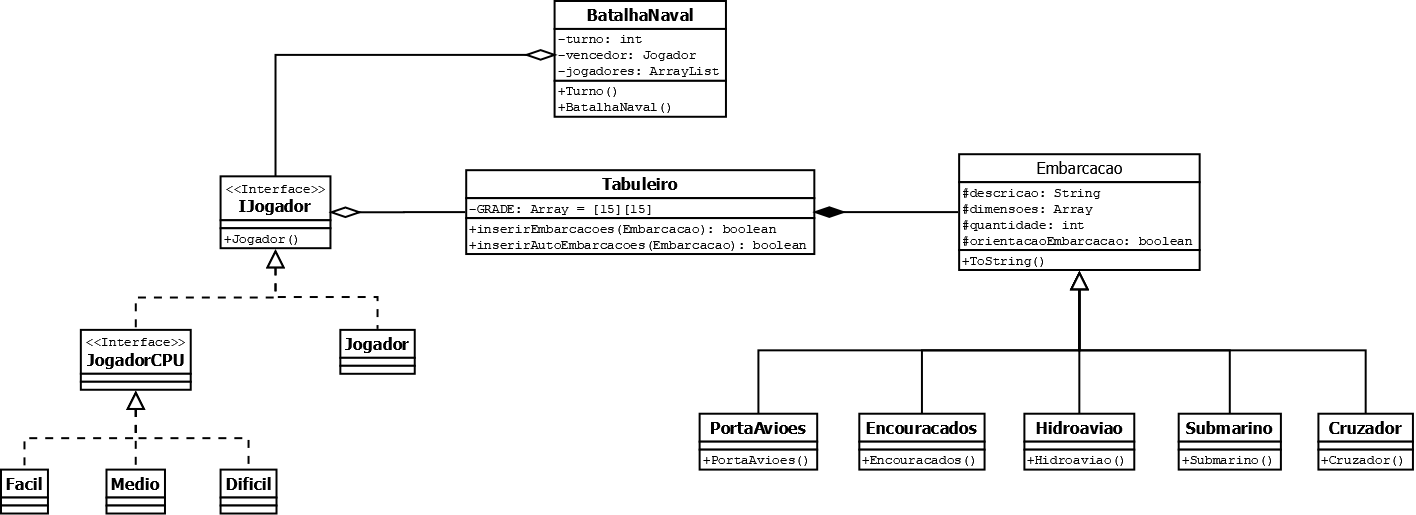 BatalhaNaval
-turno: int
-vencedor: Jogador
-jogadores: ArrayList
+Turno()
+BatalhaNaval()
<<Interface>>
IJogador
+Jogador()
Tabuleiro
-GRADE: Array = [15][15]
+inserirEmbarcacoes(Embarcacao): boolean
+inserirAutoEmbarcacoes(Embarcacao): boolean
Embarcacao
#descricao: String
#dimensoes: Array
#quantidade: int
#orientacaoEmbarcacao: boolean
+ToString()
<<Interface>>
JogadorCPU
Jogador
Facil
Medio
Dificil
PortaAvioes
+PortaAvioes()
Encouracados
+Encouracados()
Hidroaviao
+Hidroaviao()
Submarino
+Submarino()
Cruzador
+Cruzador()